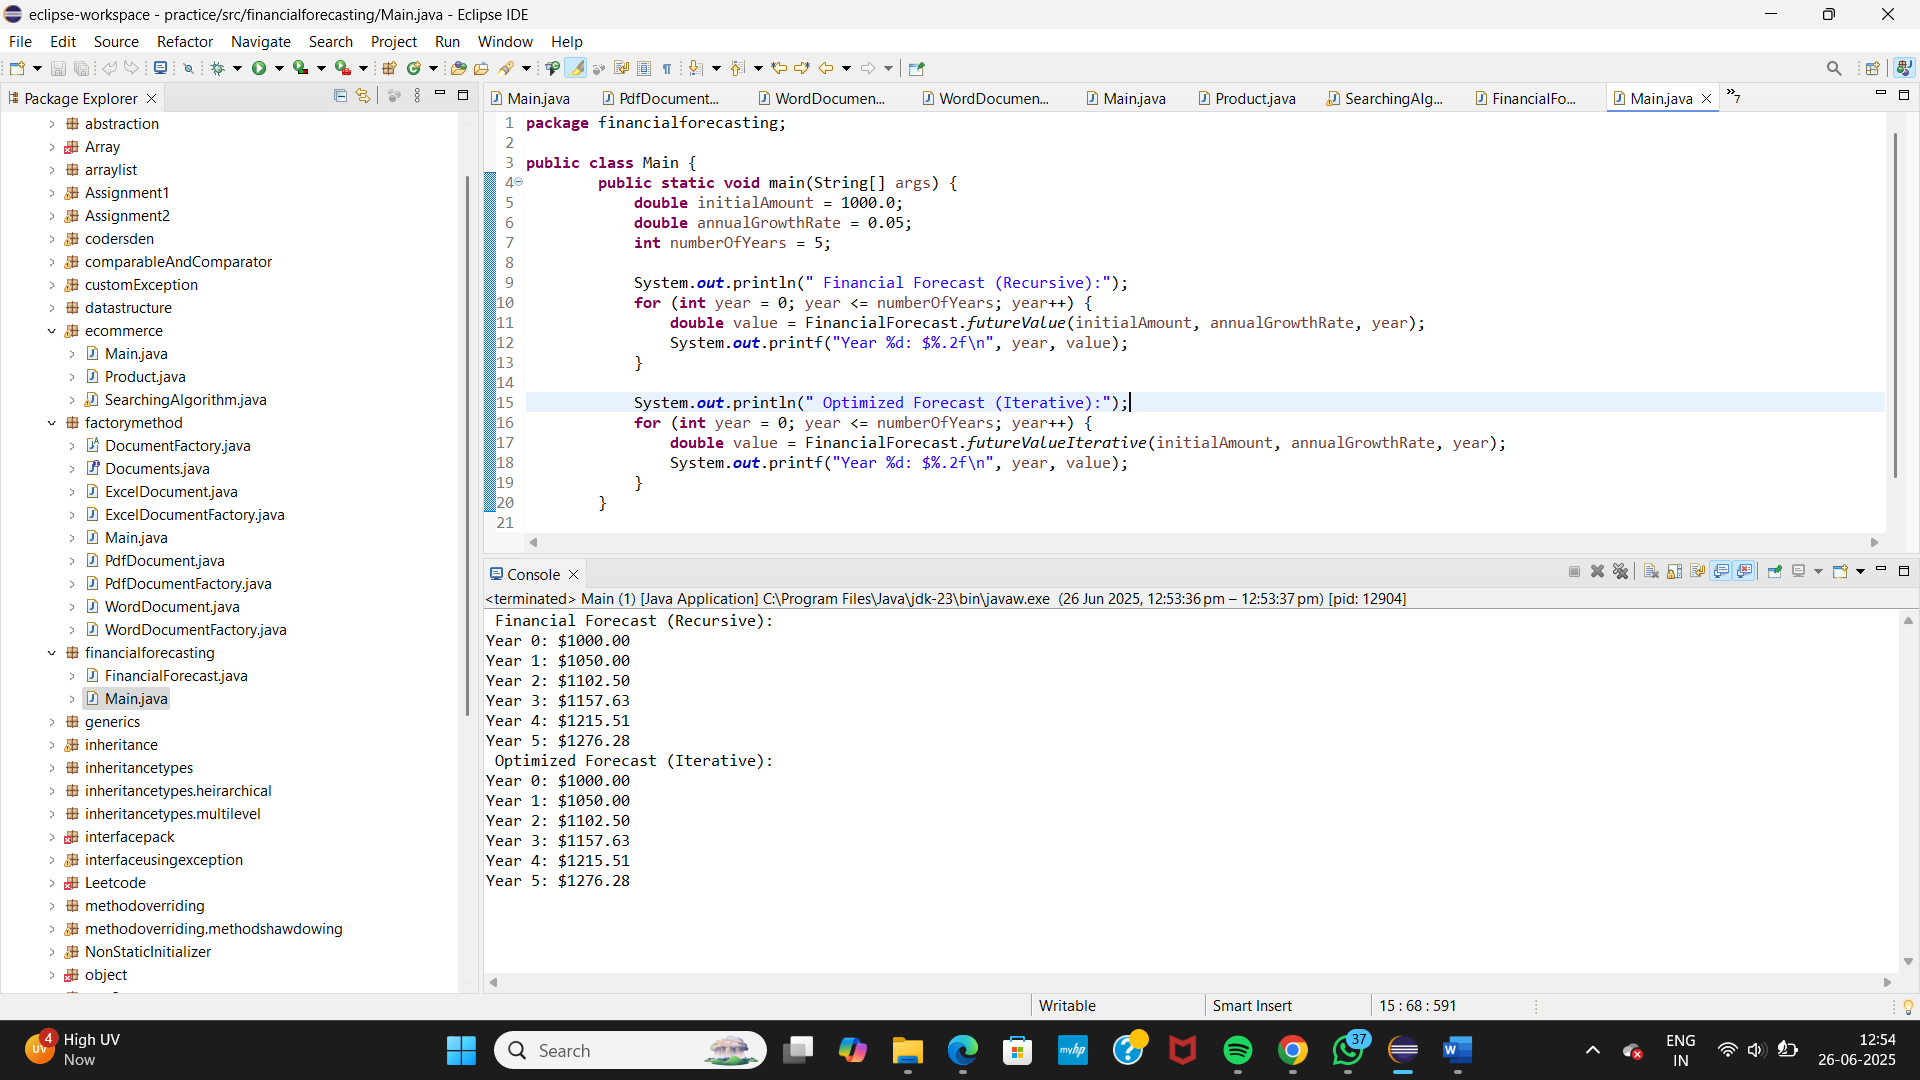 eclipse-workspace - practice/src/financialforecasting/Main.java - Eclipse IDE
File Edit Source Refactor Navigate Search Project Run Window Help
Package Explorer
abstraction
Array
arraylist
Assignment1
Assignment2
codersden
comparableAndComparator
customException
datastructure
ecommerce
Main.java
Product.java
SearchingAlgorithm.java
factorymethod
DocumentFactory.java
Documents.java
ExcelDocument.java
ExcelDocumentFactory.java
Main.java
PdfDocument.java
PdfDocumentFactory.java
WordDocument.java
WordDocumentFactory.java
financialforecasting
FinancialForecast.java
Main.java
generics
inheritance
inheritancetypes
inheritancetypes.heirarchical
inheritancetypes.multilevel
interfacepack
interfaceusingexception
Leetcode
methodoverriding
methodoverriding.methodshawdowing
NonStaticInitializer
object
Main.java PdfDocument... WordDocumen... WordDocumen... Main.java Product.java SearchingAlg... FinancialFo... Main.java »7
1 package financialforecasting;
2
3 public class Main {
4 public static void main(String[] args) {
5 double initialAmount = 1000.0;
6 double annualGrowthRate = 0.05;
7 int numberOfYears = 5;
8
9 System.out.println(" Financial Forecast (Recursive):");
10 for (int year = 0; year <= numberOfYears; year++) {
11 double value = FinancialForecast.futureValue(initialAmount, annualGrowthRate, year);
12 System.out.printf("Year %d: $%.2f\n", year, value);
13 }
14
15 System.out.println(" Optimized Forecast (Iterative):");
16 for (int year = 0; year <= numberOfYears; year++) {
17 double value = FinancialForecast.futureValueIterative(initialAmount, annualGrowthRate, year);
18 System.out.printf("Year %d: $%.2f\n", year, value);
19 }
20 }
21
Console
<terminated> Main (1) [Java Application] C:\Program Files\Java\jdk-23\bin\javaw.exe (26 Jun 2025, 12:53:36 pm – 12:53:37 pm) [pid: 12904]
Financial Forecast (Recursive):
Year 0: $1000.00
Year 1: $1050.00
Year 2: $1102.50
Year 3: $1157.63
Year 4: $1215.51
Year 5: $1276.28
Optimized Forecast (Iterative):
Year 0: $1000.00
Year 1: $1050.00
Year 2: $1102.50
Year 3: $1157.63
Year 4: $1215.51
Year 5: $1276.28
Writable Smart Insert 15 : 68 : 591
4 UV High UV
Now
Search
myhp
37
W
ENG
IN
12:54
26-06-2025